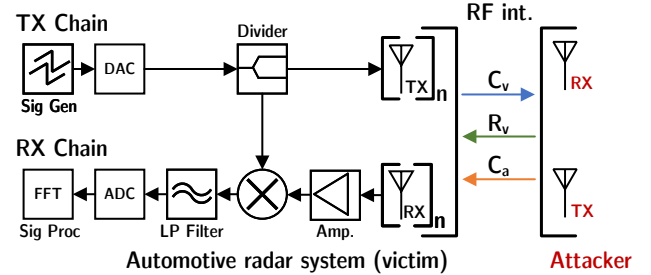 TX Chain
Divider
RF int.
DAC
Sig Gen
TX
n
C_v
RX
R_v
RX Chain
C_a
FFT
ADC
RX
n
TX
Sig Proc
LP Filter
Amp.
Automotive radar system (victim)
Attacker